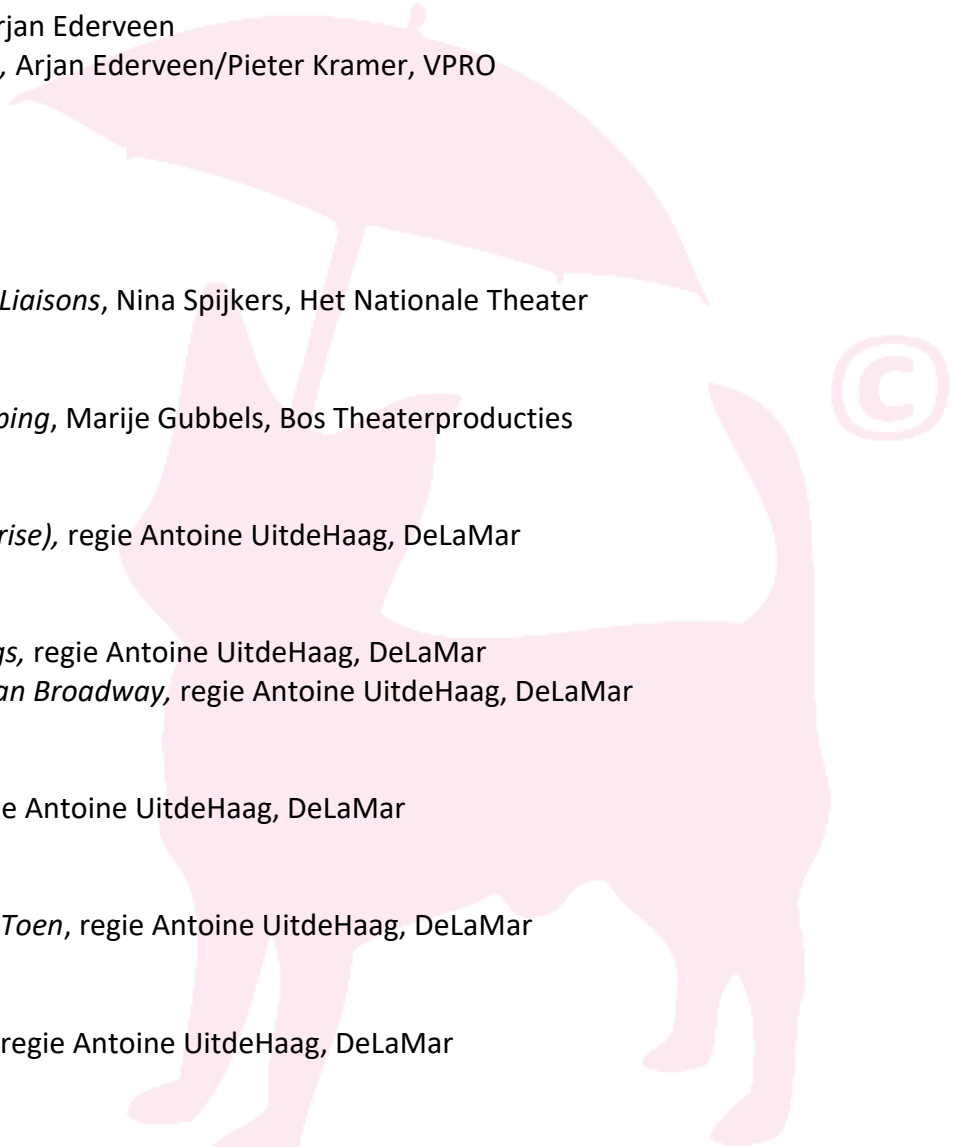 rjan Ederveen
, Arjan Ederveen/Pieter Kramer, VPRO
Liaisons, Nina Spijkers, Het Nationale Theater
ping, Marije Gubbels, Bos Theaterproducties
©
rise), regie Antoine UitdeHaag, DeLaMar
gs, regie Antoine UitdeHaag, DeLaMar
an Broadway, regie Antoine UitdeHaag, DeLaMar
e Antoine UitdeHaag, DeLaMar
Toen, regie Antoine UitdeHaag, DeLaMar
regie Antoine UitdeHaag, DeLaMar